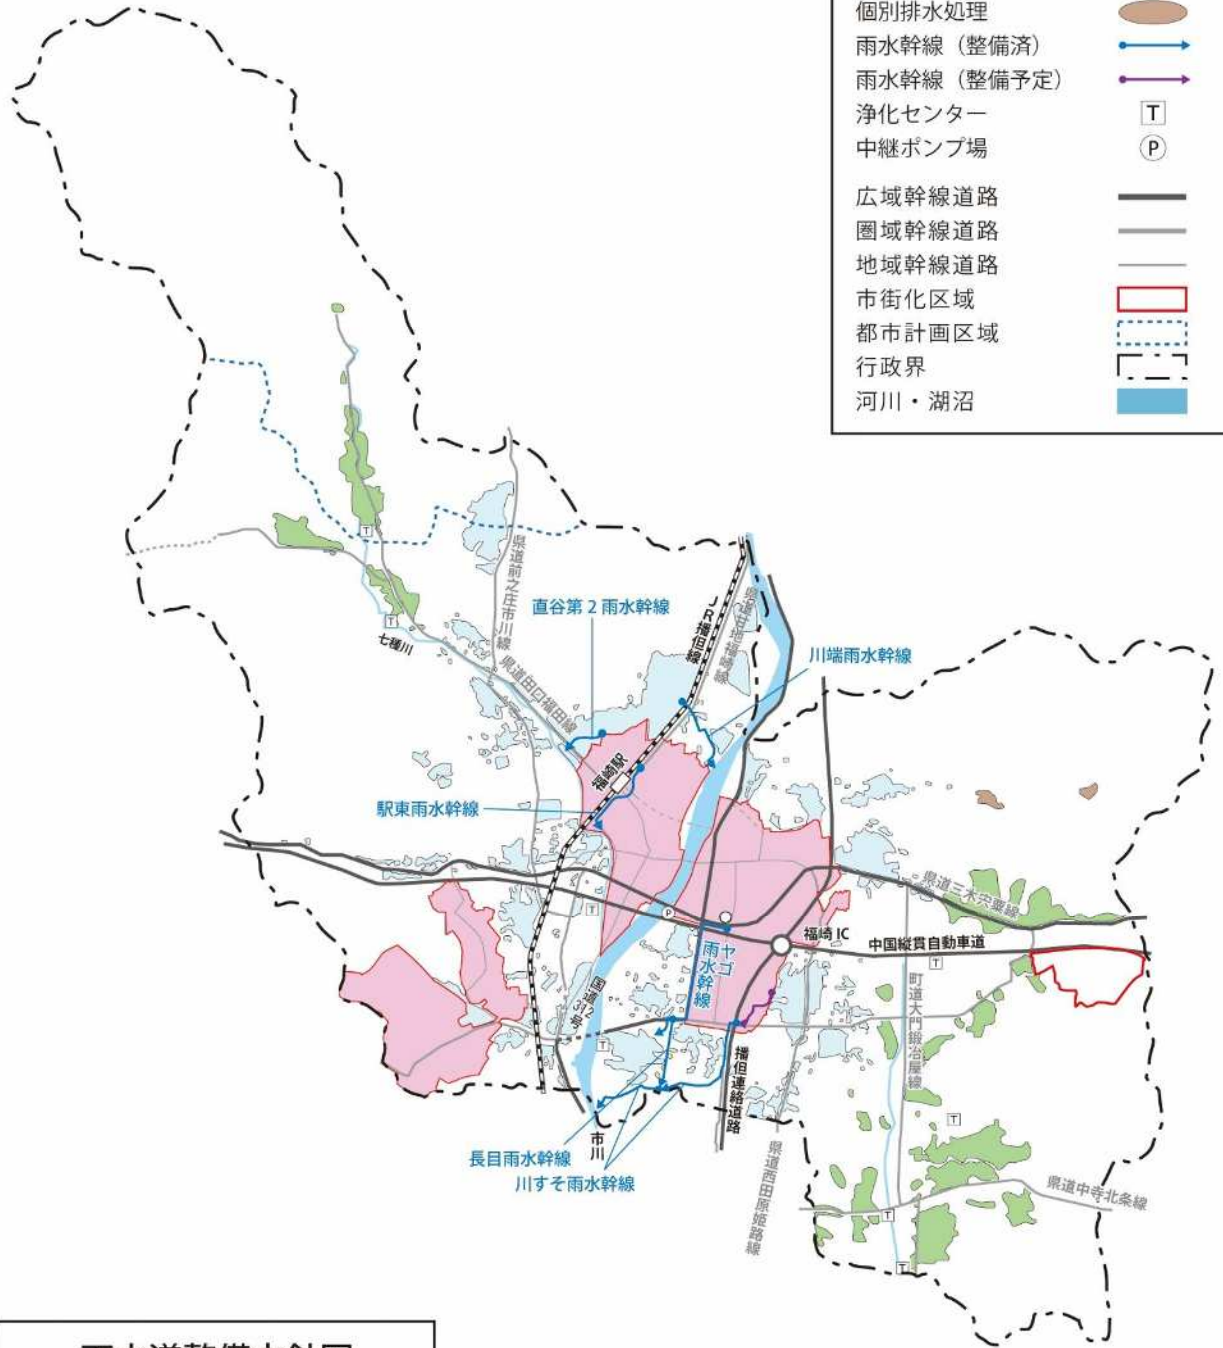 個別排水処理
雨水幹線（整備済）
雨水幹線（整備予定）
浄化センター
T
中継ポンプ場
P
広域幹線道路
圏域幹線道路
地域幹線道路
市街化区域
都市計画区域
行政界
河川・湖沼
T
県道前之庄市川線
直谷第2雨水幹線
JR播但線
T
七種川
川端雨水幹線
県道田口福田線
福崎駅
駅東雨水幹線
県道三木宍粟線
T
P
福崎IC
中国縦貫自動車道
ヤゴ
雨水幹線
T
国道312号
町道大門鍛冶屋線
T
播但連絡道路
T
市川
長目雨水幹線
川すそ雨水幹線
県道西田原姫路線
県道中寺北条線
T
T